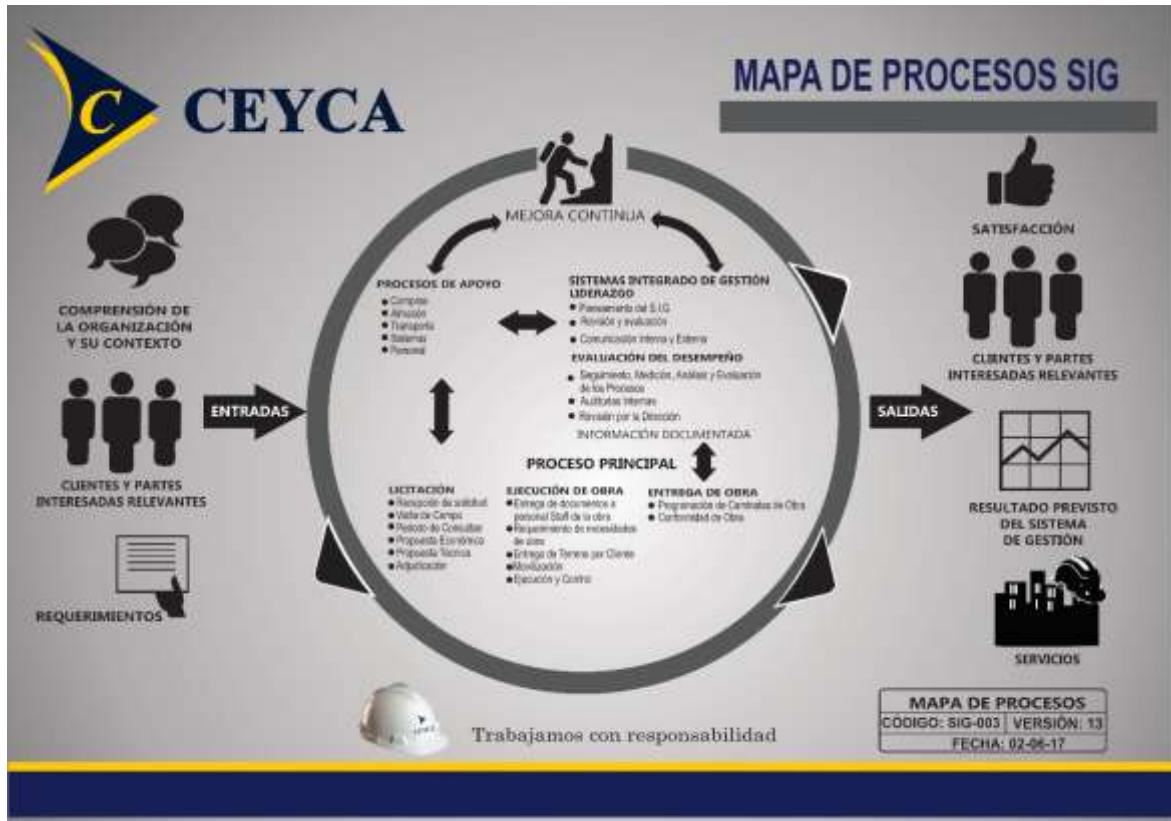 C CEYCA
MAPA DE PROCESOS SIG
COMPRENSIÓN DE
LA ORGANIZACIÓN
Y SU CONTEXTO
CLIENTES Y PARTES
INTERESADAS RELEVANTES
REQUERIMIENTOS
ENTRADAS
MEJORA CONTINUA
PROCESOS DE APOYO
Compras
Almacén
Transporte
Sistemas
Personal
SISTEMAS INTEGRADO DE GESTIÓN
LIDERAZGO
Planeamiento del S.I.G
Revisión y evaluación
Comunicación Interna y Externa
EVALUACIÓN DEL DESEMPEÑO
Seguimiento, Medición, Análisis y Evaluación
de los Procesos
Auditorías Internas
Revisión por la Dirección
INFORMACIÓN DOCUMENTADA
PROCESO PRINCIPAL
LICITACIÓN
Recepción de solicitud
Visita de Campo
Periodo de Consultas
Propuesta Económica
Propuesta Técnica
Adjudicación
EJECUCIÓN DE OBRA
Entrega de documentos a
personal Staff de la obra
Requerimiento de necesidades
de obra
Entrega de Terreno por Cliente
Movilización
Ejecución y Control
ENTREGA DE OBRA
Programación de Caminatas de Obra
Conformidad de Obra
SALIDAS
SATISFACCIÓN
CLIENTES Y PARTES
INTERESADAS RELEVANTES
RESULTADO PREVISTO
DEL SISTEMA
DE GESTIÓN
SERVICIOS
Trabajamos con responsabilidad
MAPA DE PROCESOS
CÓDIGO: SIG-003 VERSIÓN: 13
FECHA: 02-06-17